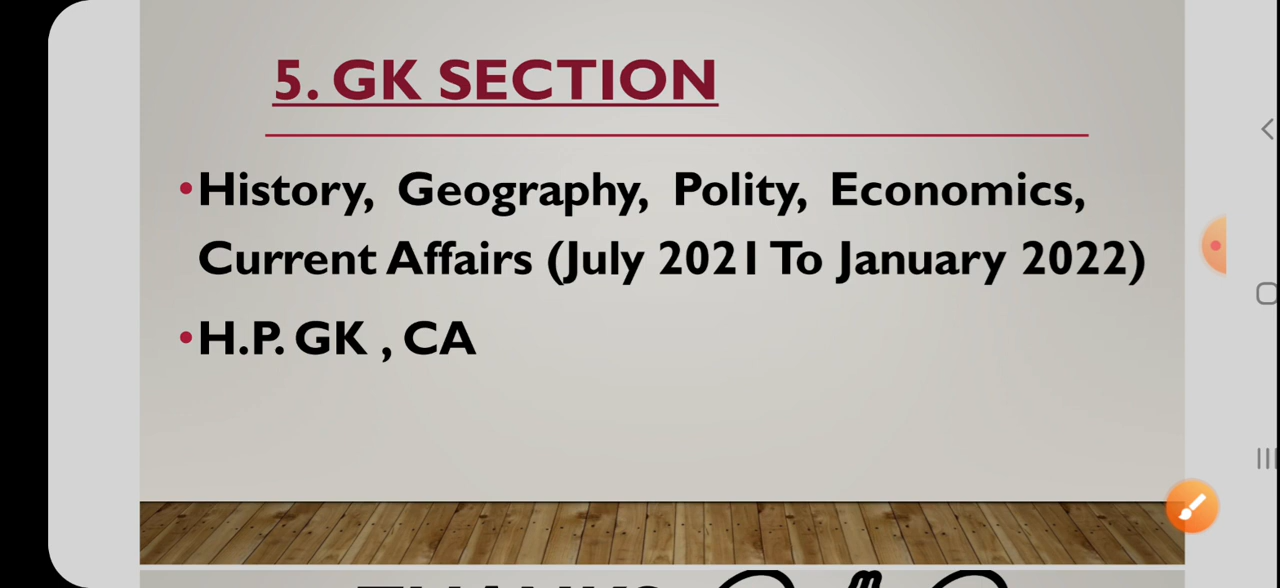 5. GK SECTION
•History, Geography, Polity, Economics,
Current Affairs (July 2021 To January 2022)
•H.P. GK , CA